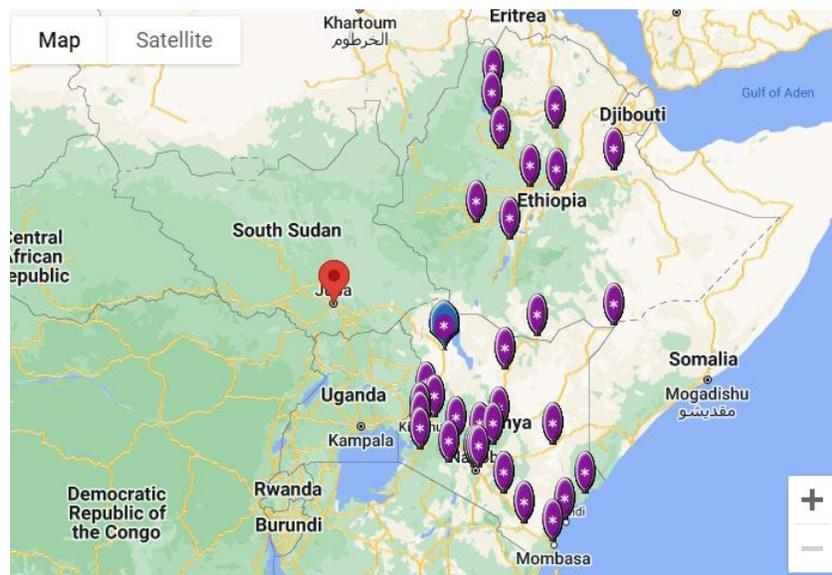 Map
Satellite
Khartoum
الخرطوم
Eritrea
Gulf of Aden
Djibouti
Ethiopia
South Sudan
Central
African
Republic
Somalia
Mogadishu
مقديشو
Uganda
Kampala
Rwanda
Burundi
Democratic
Republic of
the Congo
Mombasa